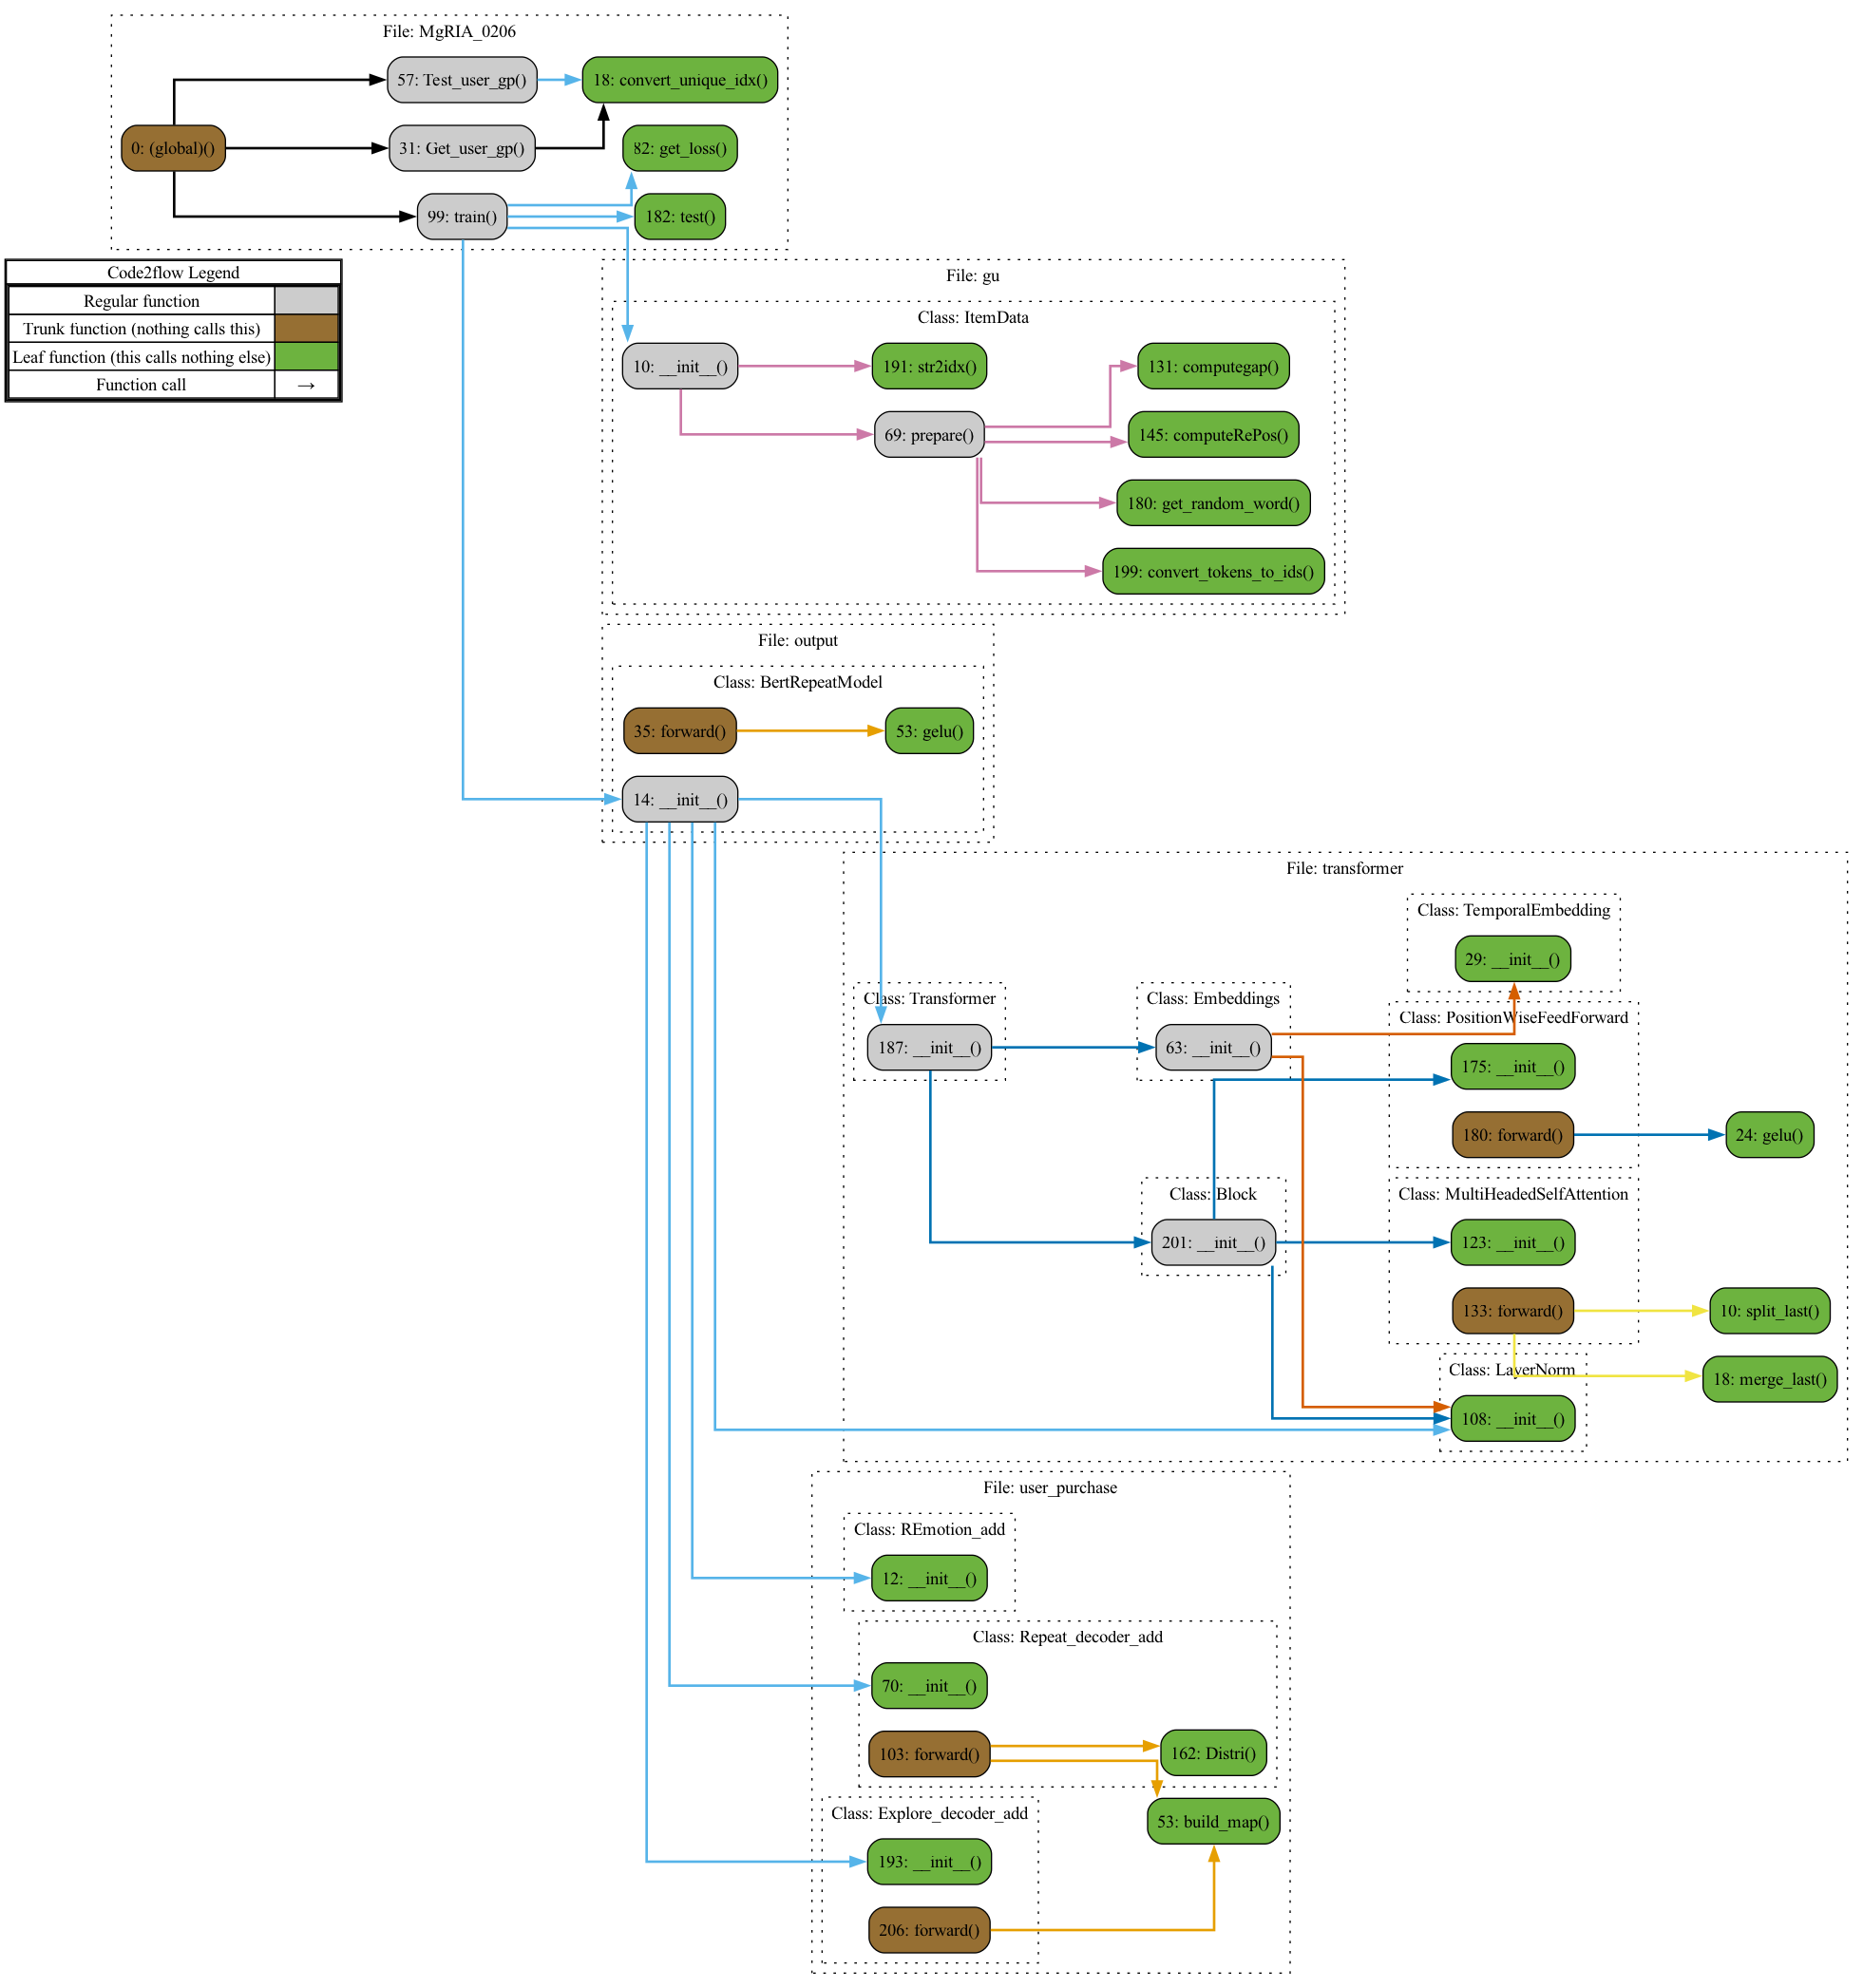 File: MgRIA_0206
57: Test_user_gp()
18: convert_unique_idx()
0: (global)()
31: Get_user_gp()
82: get_loss()
99: train()
182: test()
Code2flow Legend
Regular function
Trunk function (nothing calls this)
Leaf function (this calls nothing else)
Function call →
File: gu
Class: ItemData
10: __init__()
191: str2idx()
131: computegap()
69: prepare()
145: computeRePos()
180: get_random_word()
199: convert_tokens_to_ids()
File: output
Class: BertRepeatModel
35: forward()
53: gelu()
14: __init__()
File: transformer
Class: TemporalEmbedding
29: __init__()
Class: Transformer
187: __init__()
Class: Embeddings
63: __init__()
Class: PositionWiseFeedForward
175: __init__()
180: forward()
24: gelu()
Class: Block
201: __init__()
Class: MultiHeadedSelfAttention
123: __init__()
133: forward()
10: split_last()
18: merge_last()
Class: LayerNorm
108: __init__()
File: user_purchase
Class: REmotion_add
12: __init__()
Class: Repeat_decoder_add
70: __init__()
103: forward()
162: Distri()
53: build_map()
Class: Explore_decoder_add
193: __init__()
206: forward()